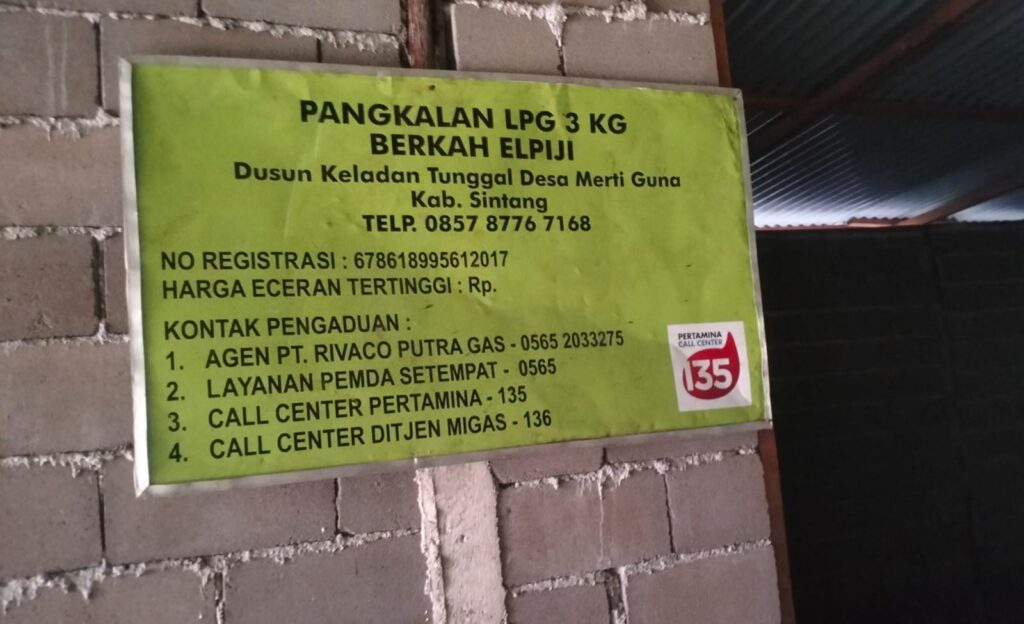 PANGKALAN LPG 3 KG
BERKAH ELPIJI
Dusun Keladan Tunggal Desa Merti Guna
Kab. Sintang
TELP. 0857 8776 7168
NO REGISTRASI : 678618995612017
HARGA ECERAN TERTINGGI : Rp.
KONTAK PENGADUAN :
1. AGEN PT. RIVACO PUTRA GAS - 0565 2033275
2. LAYANAN PEMDA SETEMPAT - 0565
3. CALL CENTER PERTAMINA - 135
4. CALL CENTER DITJEN MIGAS - 136
PERTAMINA
CALL CENTER
135